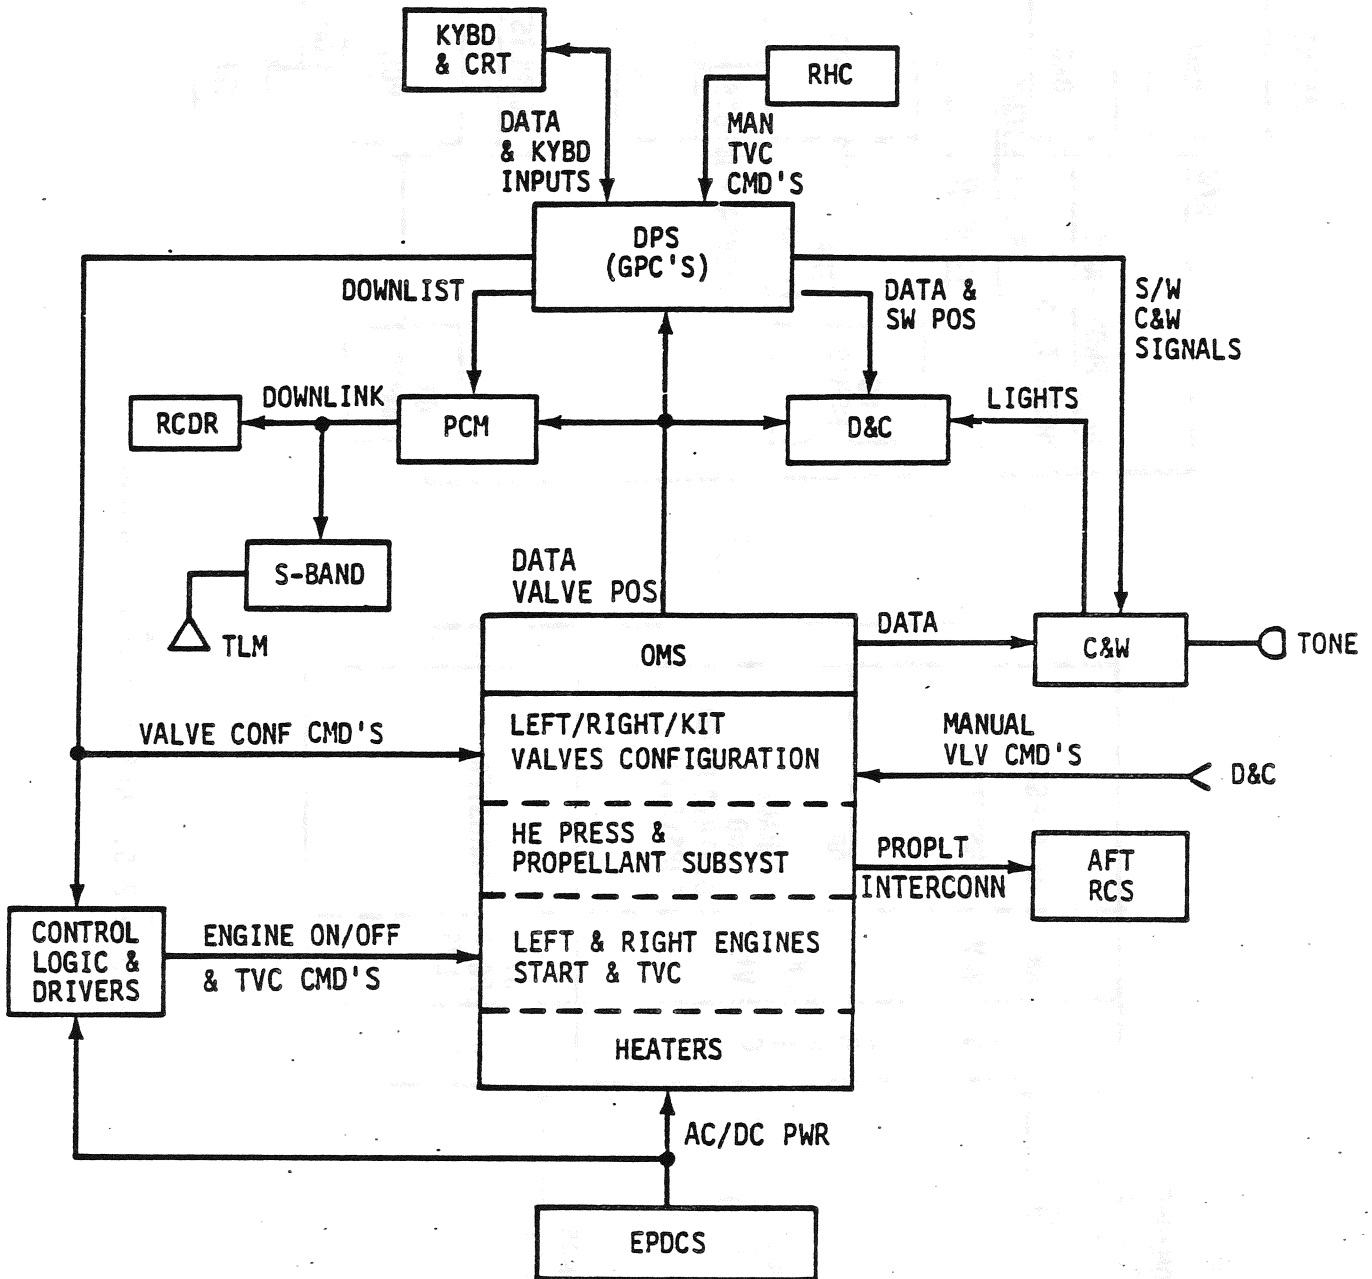 KYBD
& CRT
RHC
DATA
& KYBD
INPUTS
MAN
TVC
CMD'S
DPS
(GPC'S)
DOWNLIST
DATA &
SW POS
S/W
C&W
SIGNALS
RCDR
DOWNLINK
PCM
D&C
LIGHTS
S-BAND
TLM
DATA
VALVE POS
OMS
DATA
C&W
TONE
VALVE CONF CMD'S
LEFT/RIGHT/KIT
VALVES CONFIGURATION
MANUAL
VLV CMD'S
D&C
HE PRESS &
PROPELLANT SUBSYST
PROPLT
INTERCONN
AFT
RCS
CONTROL
LOGIC &
DRIVERS
ENGINE ON/OFF
& TVC CMD'S
LEFT & RIGHT ENGINES
START & TVC
HEATERS
AC/DC PWR
EPDCS